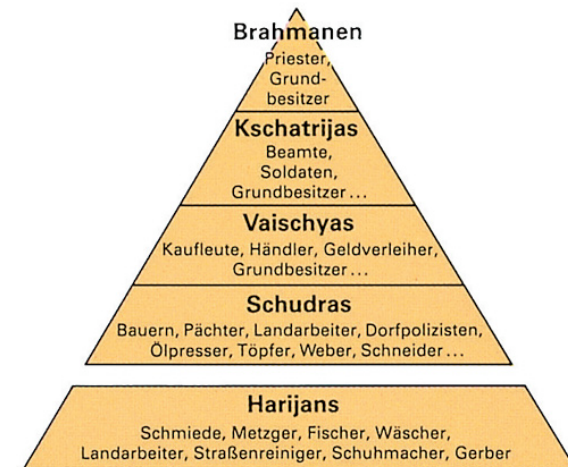 Brahmanen
Priester,
Grund-
besitzer
Kschatrijas
Beamte,
Soldaten,
Grundbesitzer...
Vaischyas
Kaufleute, Händler, Geldverleiher,
Grundbesitzer...
Schudras
Bauern, Pächter, Landarbeiter, Dorfpolizisten,
Ölpresser, Töpfer, Weber, Schneider...
Harijans
Schmiede, Metzger, Fischer, Wäscher,
Landarbeiter, Straßenreiniger, Schuhmacher, Gerber